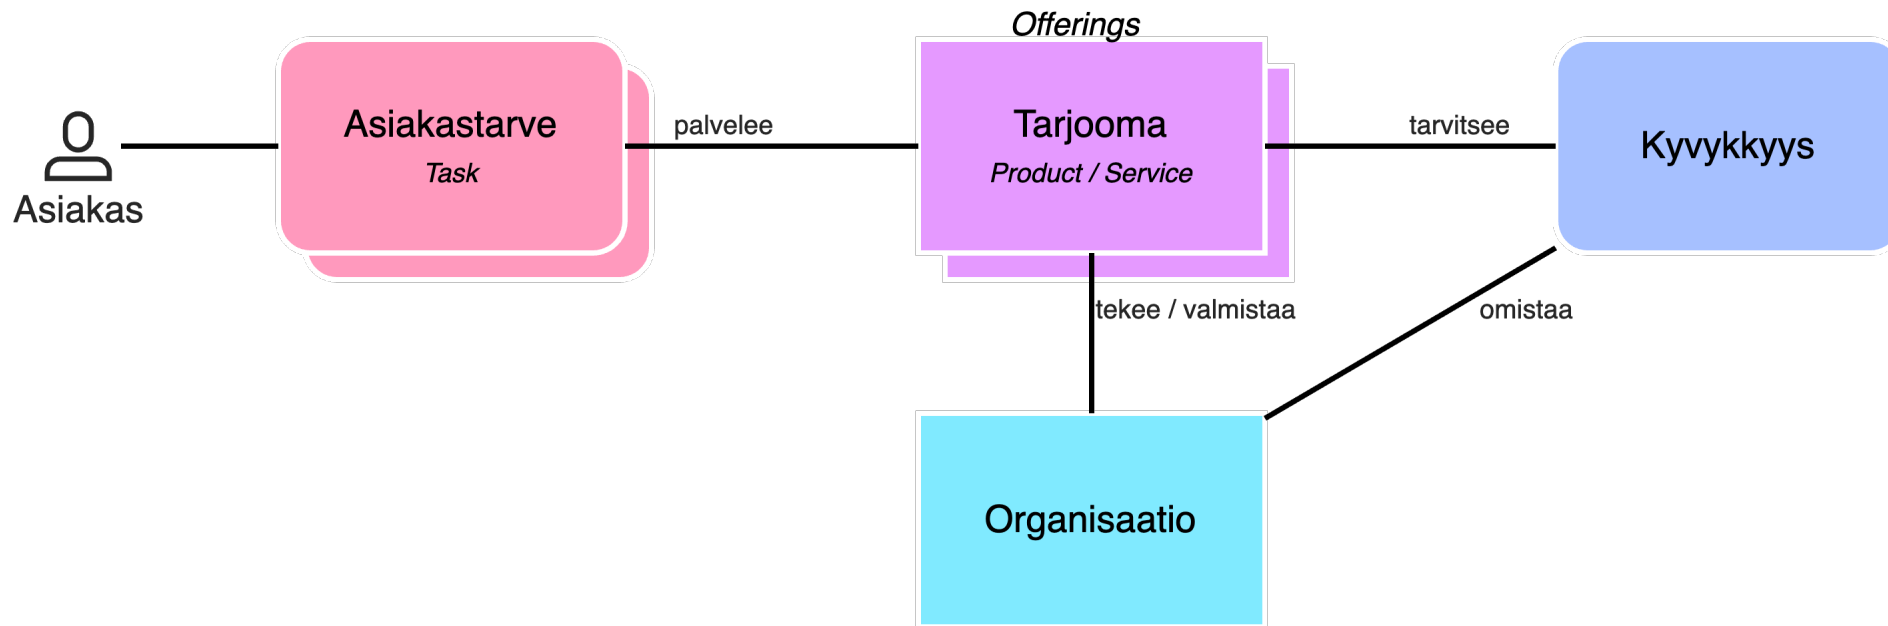 Offerings
Asiakas
Asiakastarve
Task
palvelee
Tarjooma
Product / Service
tarvitsee
Kyvykkyys
tekee / valmistaa
omistaa
Organisaatio